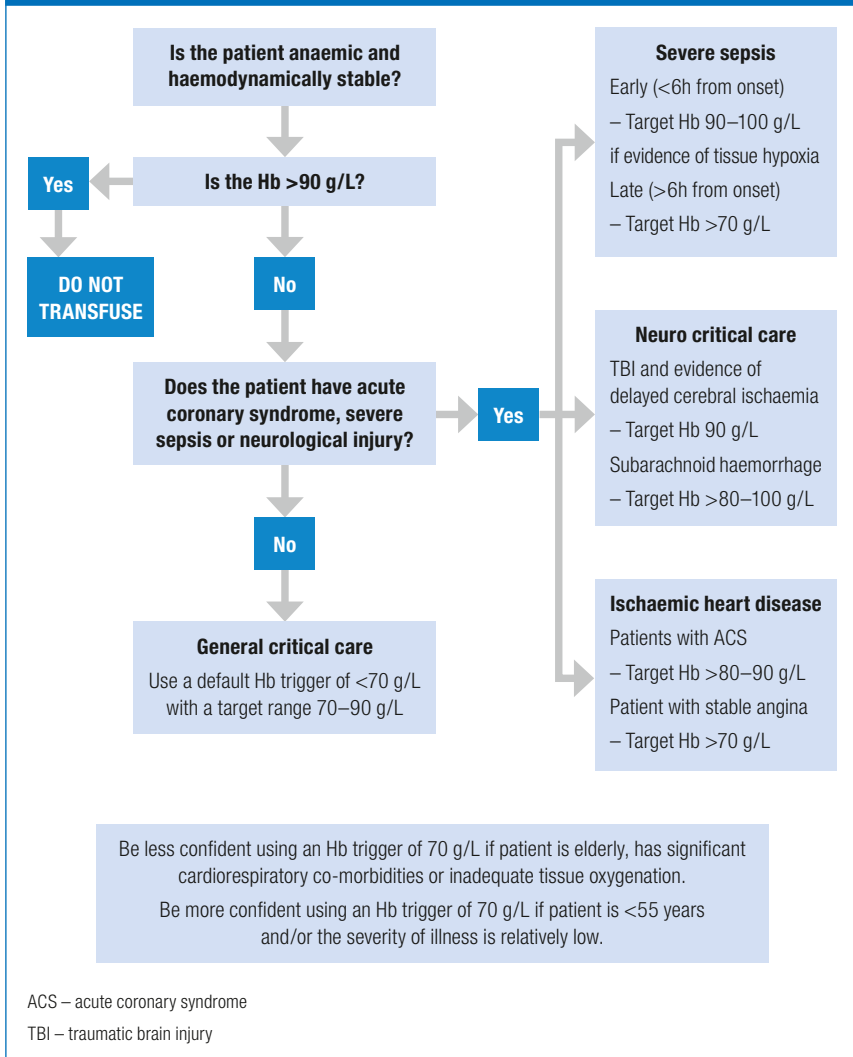 Is the patient anaemic and
haemodynamically stable?
Is the Hb >90 g/L?
Yes
DO NOT
TRANSFUSE
No
Does the patient have acute
coronary syndrome, severe
sepsis or neurological injury?
Yes
No
General critical care
Use a default Hb trigger of <70 g/L
with a target range 70–90 g/L
Severe sepsis
Early (<6h from onset)
– Target Hb 90–100 g/L
if evidence of tissue hypoxia
Late (>6h from onset)
– Target Hb >70 g/L
Neuro critical care
TBI and evidence of
delayed cerebral ischaemia
– Target Hb 90 g/L
Subarachnoid haemorrhage
– Target Hb >80–100 g/L
Ischaemic heart disease
Patients with ACS
– Target Hb >80–90 g/L
Patient with stable angina
– Target Hb >70 g/L
Be less confident using an Hb trigger of 70 g/L if patient is elderly, has significant
cardiorespiratory co-morbidities or inadequate tissue oxygenation.
Be more confident using an Hb trigger of 70 g/L if patient is <55 years
and/or the severity of illness is relatively low.
ACS – acute coronary syndrome
TBI – traumatic brain injury